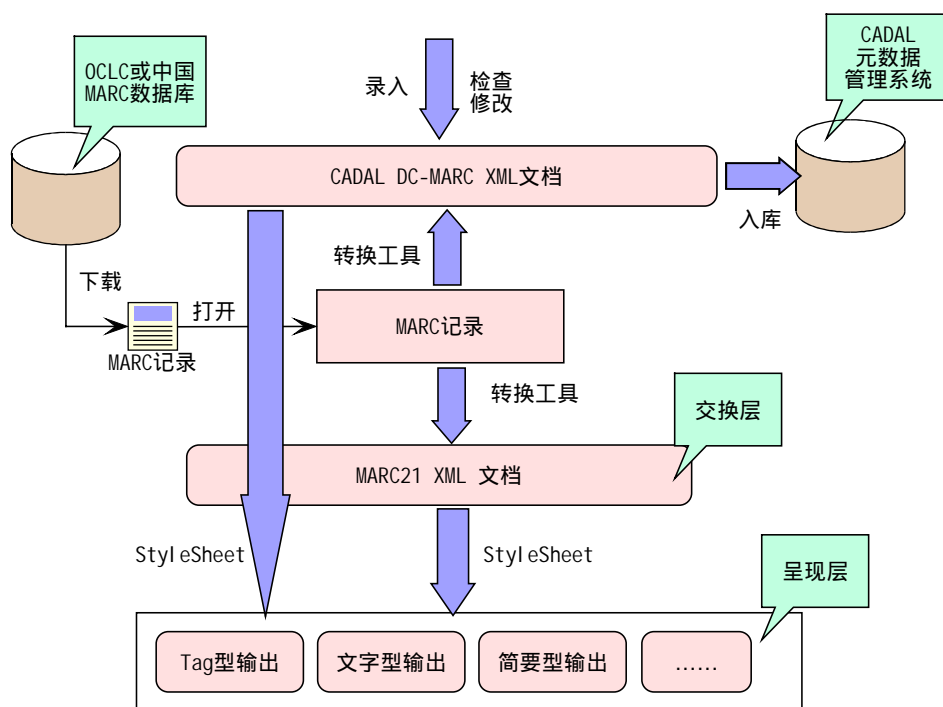 OCLC或中国
MARC数据库
录入
检查
修改
CADAL
元数据
管理系统
CADAL DC-MARC XML文档
入库
转换工具
下载
打开
MARC记录
MARC记录
转换工具
交换层
MARC21 XML 文档
StyleSheet
StyleSheet
呈现层
Tag型输出
文字型输出
简要型输出
……